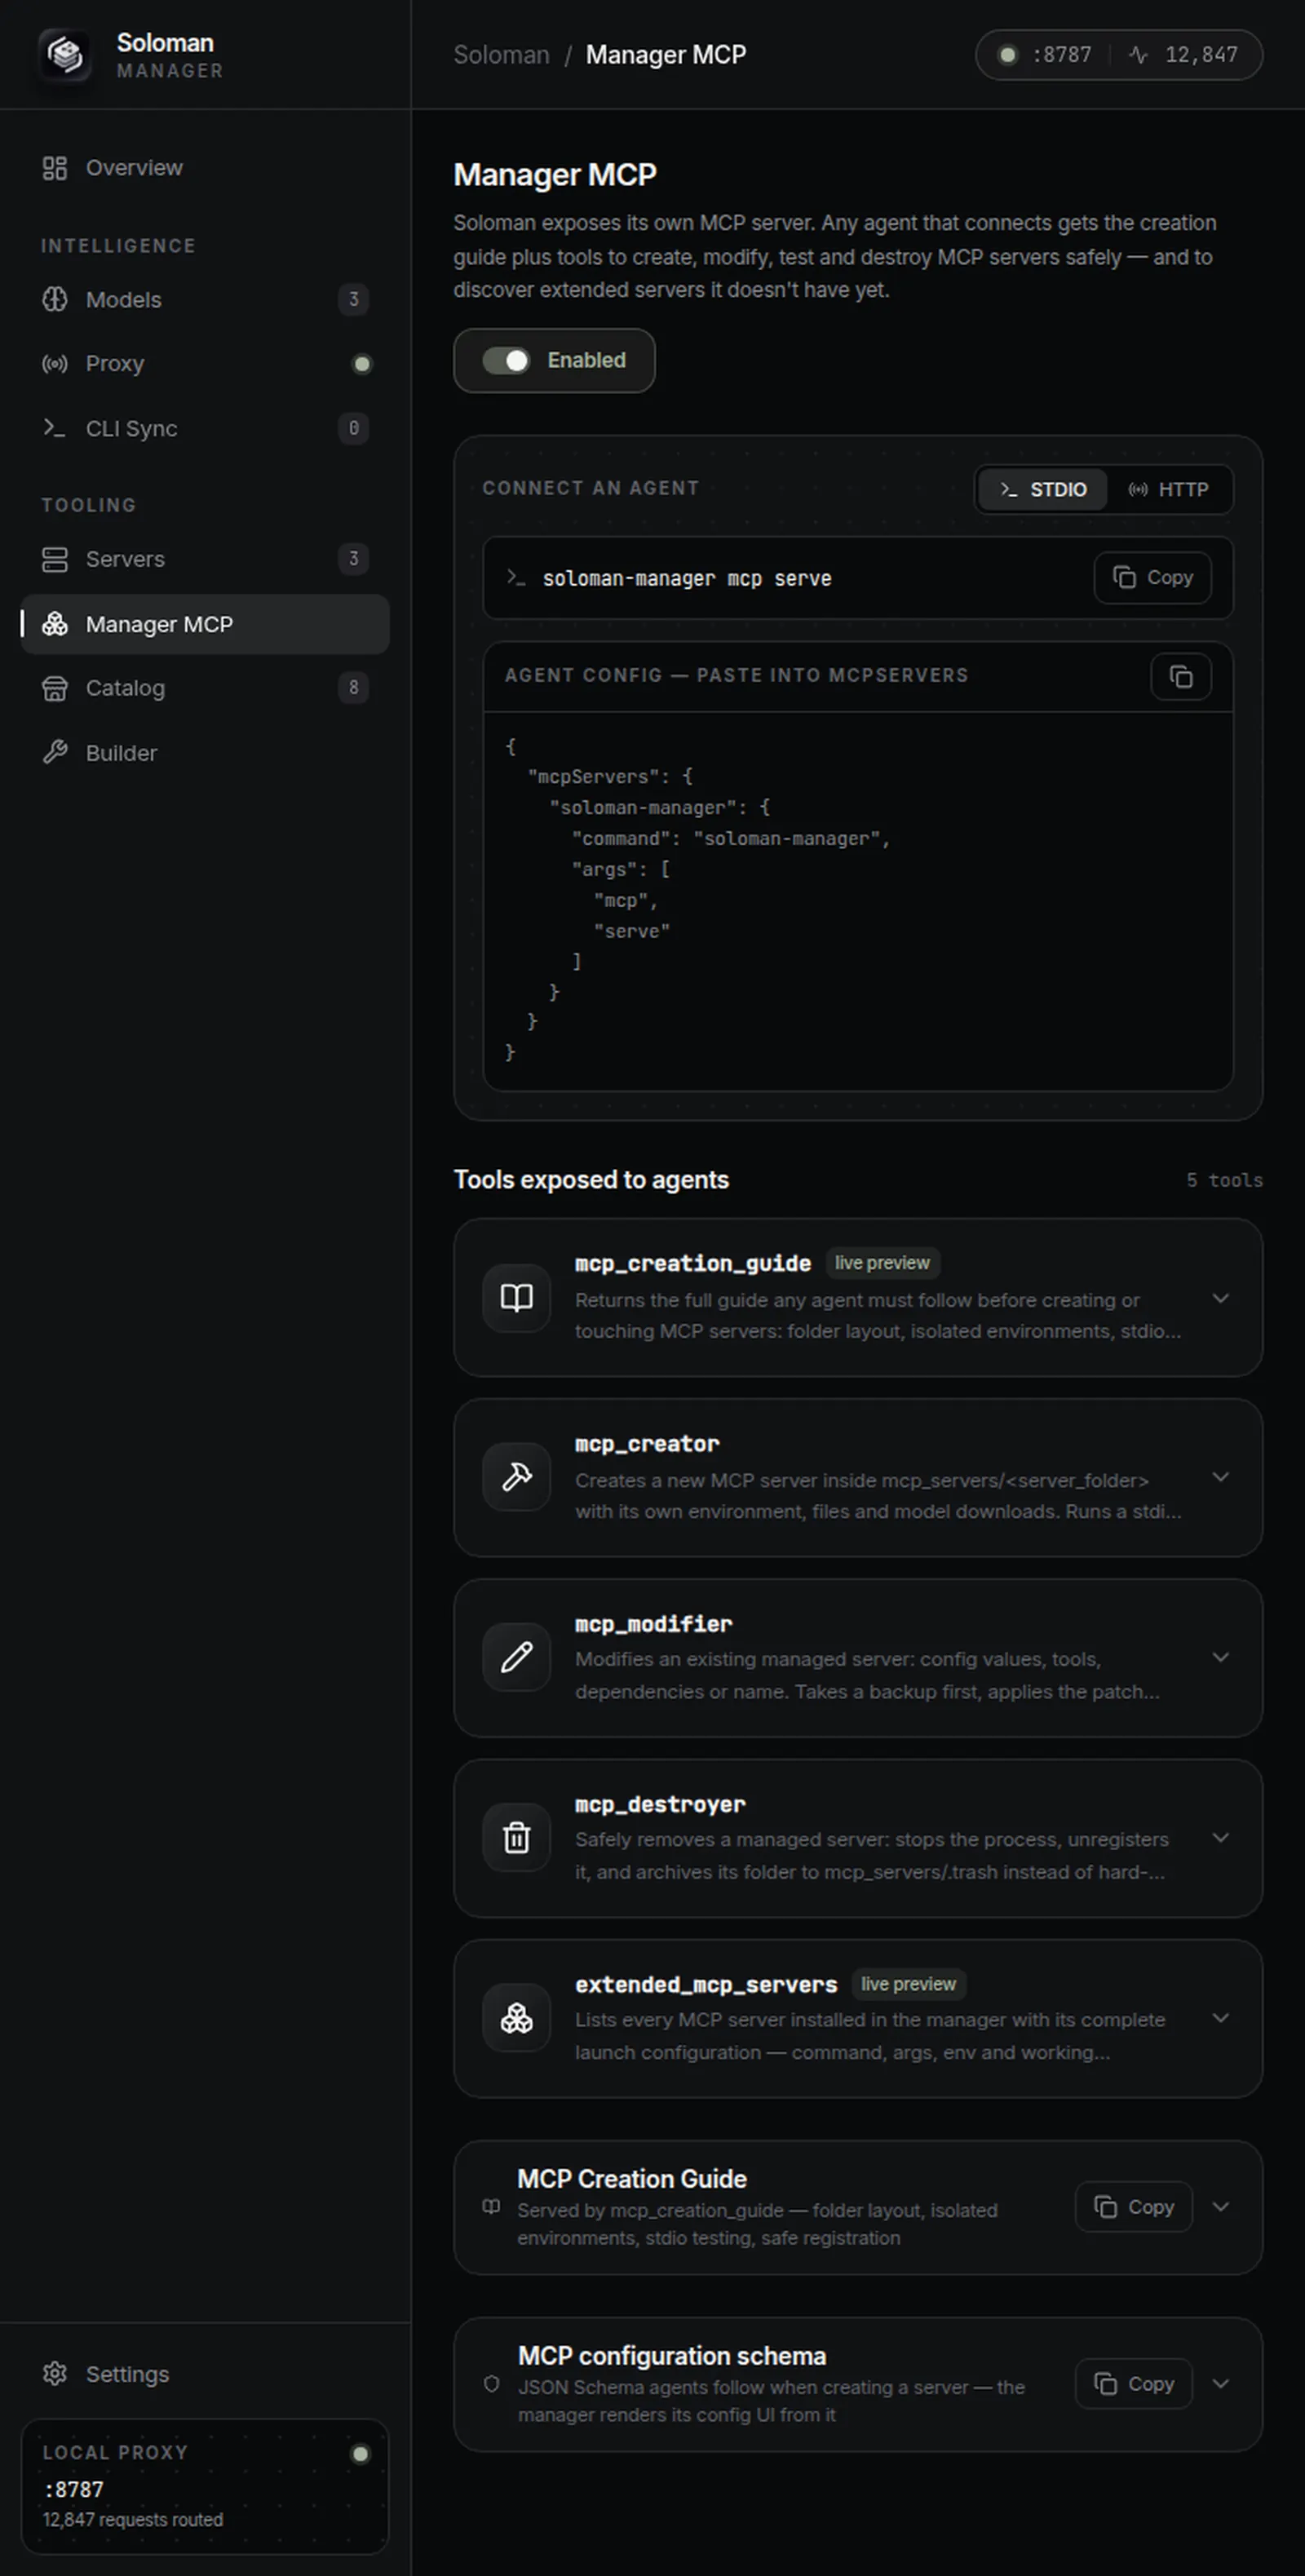 Soloman
MANAGER
Overview
INTELLIGENCE
Models 3
Proxy
CLI Sync 0
TOOLING
Servers 3
Manager MCP
Catalog 8
Builder
Settings
LOCAL PROXY
:8787
12,847 requests routed
Soloman / Manager MCP
:8787 12,847
Manager MCP
Soloman exposes its own MCP server. Any agent that connects gets the creation
guide plus tools to create, modify, test and destroy MCP servers safely — and to
discover extended servers it doesn't have yet.
Enabled
CONNECT AN AGENT
STDIO HTTP
soloman-manager mcp serve
Copy
AGENT CONFIG — PASTE INTO MCPSERVERS
{
"mcpServers": {
"soloman-manager": {
"command": "soloman-manager",
"args": [
"mcp",
"serve"
]
}
}
}
Tools exposed to agents
5 tools
mcp_creation_guide live preview
Returns the full guide any agent must follow before creating or
touching MCP servers: folder layout, isolated environments, stdio...
mcp_creator
Creates a new MCP server inside mcp_servers/<server_folder>
with its own environment, files and model downloads. Runs a stdi...
mcp_modifier
Modifies an existing managed server: config values, tools,
dependencies or name. Takes a backup first, applies the patch...
mcp_destroyer
Safely removes a managed server: stops the process, unregisters
it, and archives its folder to mcp_servers/.trash instead of hard-...
extended_mcp_servers live preview
Lists every MCP server installed in the manager with its complete
launch configuration — command, args, env and working...
MCP Creation Guide
Served by mcp_creation_guide — folder layout, isolated
environments, stdio testing, safe registration
Copy
MCP configuration schema
JSON Schema agents follow when creating a server — the
manager renders its config UI from it
Copy